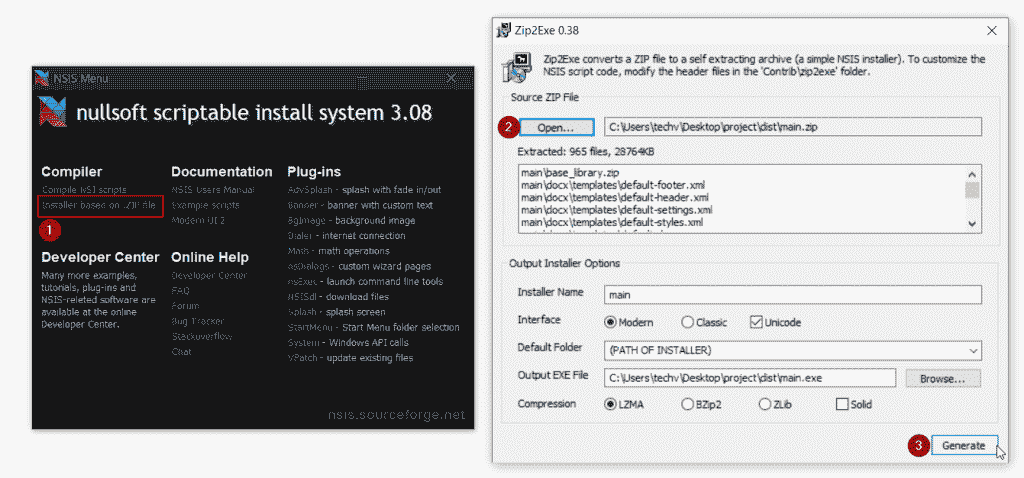 NSIS Menu
nullsoft scriptable install system 3.08
Compiler
Compile NSI scripts
Installer based on .ZIP file
1
Developer Center
Many more examples,
tutorials, plug-ins and
NSIS-releted software are
available at the online
Developer Center.
Documentation
NSIS Users Manual
Example scripts
Modern UI 2
Online Help
Developer Center
FAQ
Forum
Bug Tracker
Stackoverflow
Chat
Plug-ins
AdvSplash - splash with fade in/out
Banner - banner with custom text
BgImage - background image
Dialer - internet connection
Math - math operations
nsDialogs - custom wizard pages
nsExec - launch command line tools
NSISdl - download files
Splash - splash screen
StartMenu - Start Menu folder selection
System - Windows API calls
VPatch - update existing files
nsis.sourceforge.net
Zip2Exe 0.38
Zip2Exe converts a ZIP file to a self extracting archive (a simple NSIS installer). To customize the
NSIS script code, modify the header files in the 'Contrib\zip2exe' folder.
Source ZIP File
2
Open... C:\Users\techv\Desktop\project\dist\main.zip
Extracted: 965 files, 28764KB
main\base_library.zip
main\docx\templates\default-footer.xml
main\docx\templates\default-header.xml
main\docx\templates\default-settings.xml
main\docx\templates\default-styles.xml
Output Installer Options
Installer Name main
Interface Modern Classic Unicode
Default Folder (PATH OF INSTALLER)
Output EXE File C:\Users\techv\Desktop\project\dist\main.exe Browse...
Compression LZMA BZip2 ZLib Solid
3 Generate